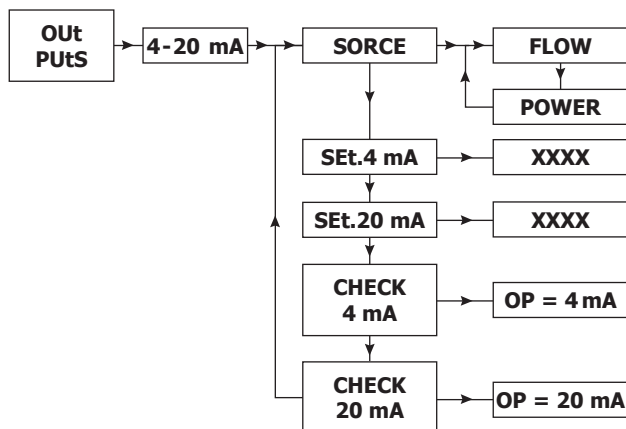 OUt
PUtS
4-20 mA
SORCE
FLOW
POWER
SEt.4 mA
XXXX
SEt.20 mA
XXXX
CHECK
4 mA
OP = 4 mA
CHECK
20 mA
OP = 20 mA